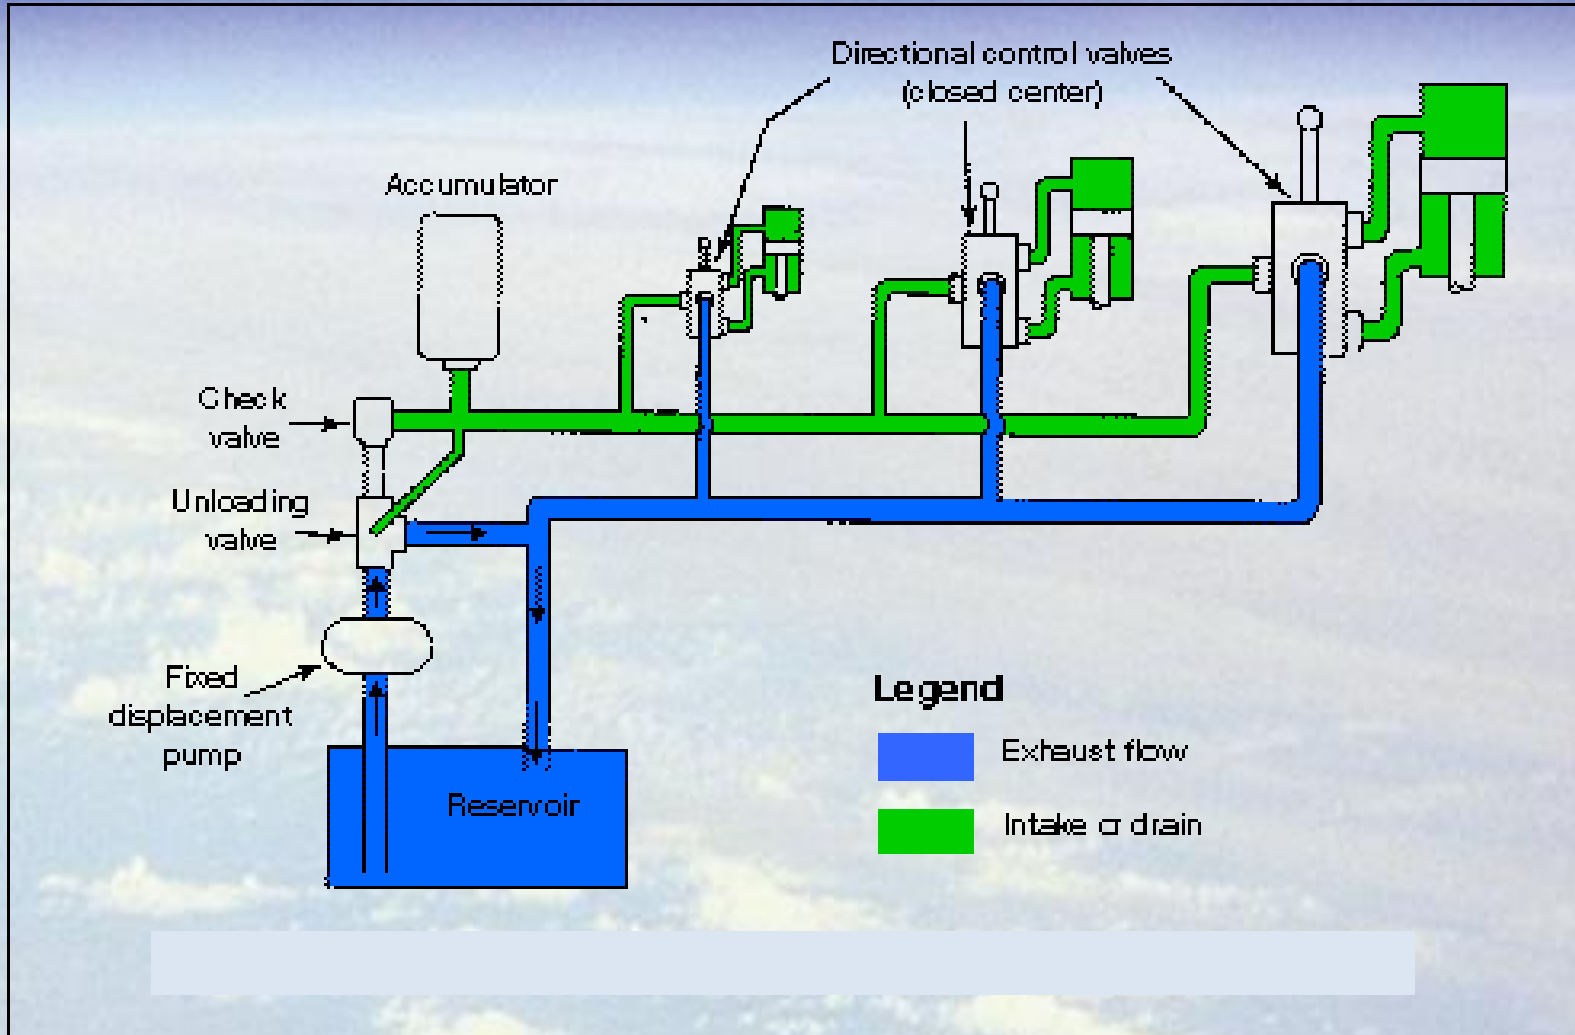 Directional control valves
(closed center)
Accumulator
Check
valve
Unloading
valve
Fixed
displacement
pump
Reservoir
Legend
Exhaust flow
Intake or drain